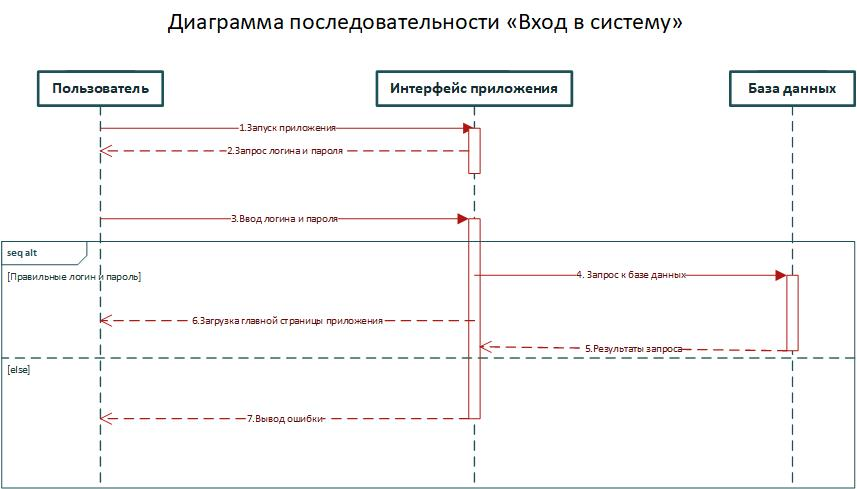 Диаграмма последовательности «Вход в систему»
Пользователь
Интерфейс приложения
База данных
1.Запуск приложения
2.Запрос логина и пароля
3.Ввод логина и пароля
seq alt
[Правильные логин и пароль]
4. Запрос к базе данных
6.Загрузка главной страницы приложения
5.Результаты запроса
[else]
7.Вывод ошибки